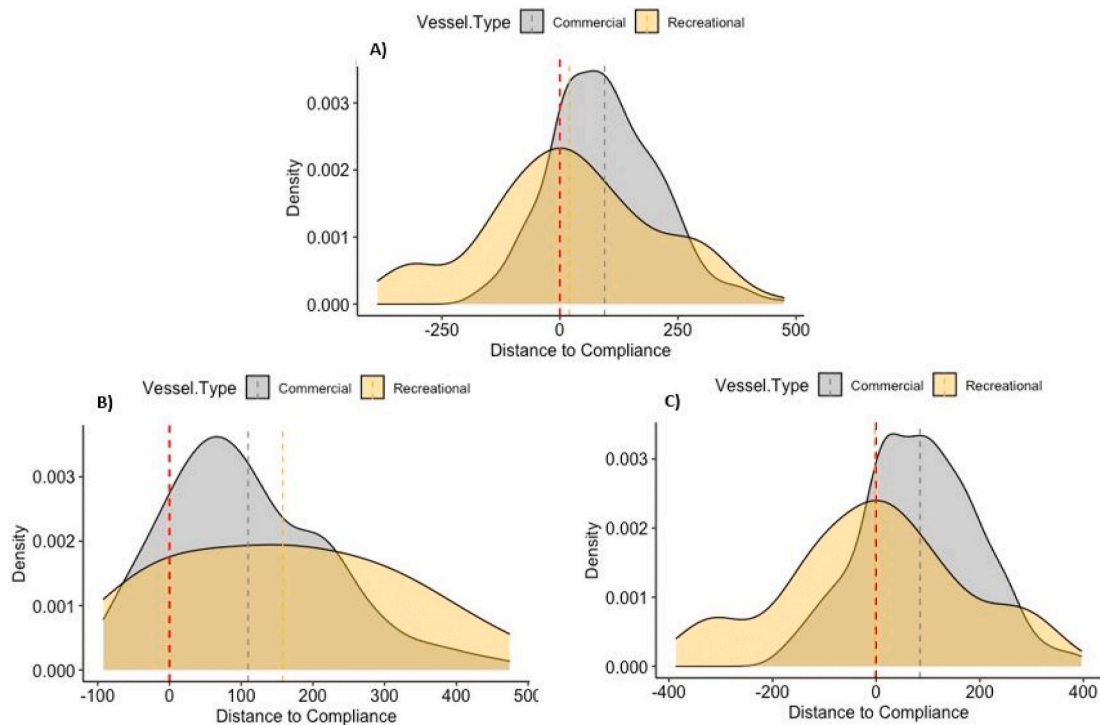 Vessel.Type Commercial Recreational
A)
0.003
0.002
0.001
0.000
Density
-250 0 250 500
Distance to Compliance
Vessel.Type Commercial Recreational
B)
0.003
0.002
0.001
0.000
Density
-100 0 100 200 300 400 50
Distance to Compliance
Vessel.Type Commercial Recreational
C)
0.003
0.002
0.001
0.000
Density
-400 -200 0 200 400
Distance to Compliance